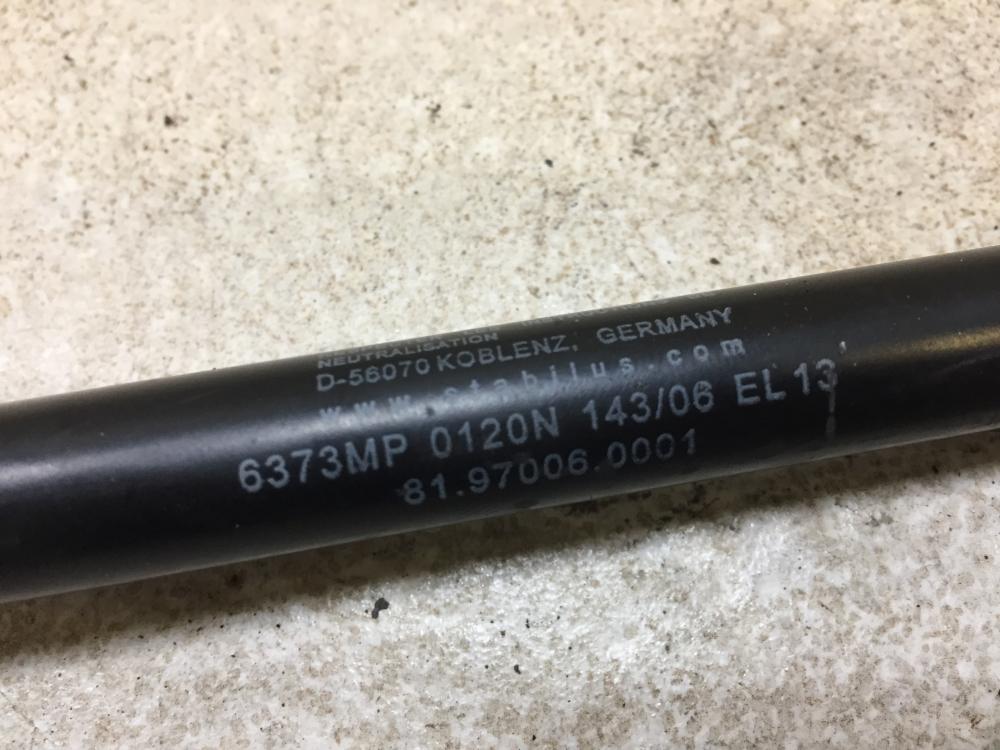 NEUTRALISATION
D-56070 KOBLENZ, GERMANY
www.stabilus.com
6373MP 0120N 143/06 EL13
81.97006.0001